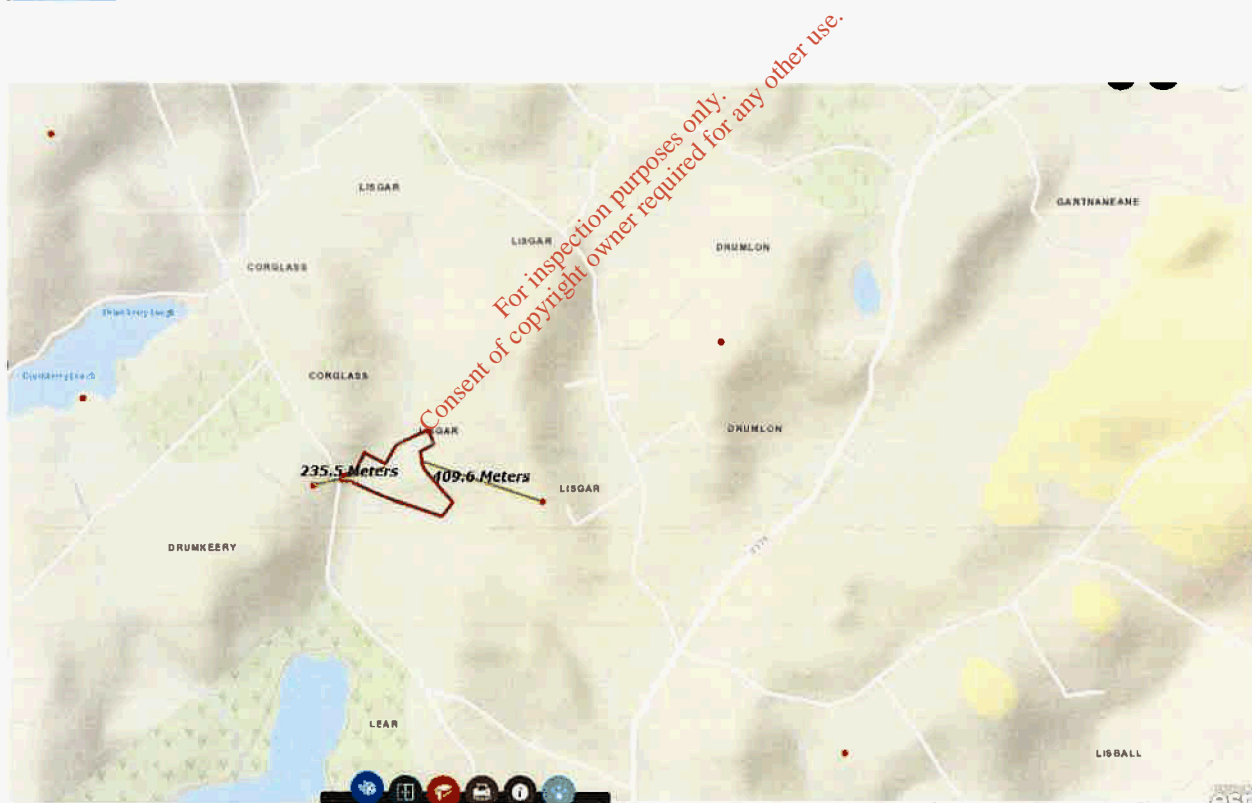 For inspection purposes only.
Consent of copyright owner required for any other use.
LISGAR
GARTNANEANE
LISGAR
DRUMLON
CORGLASS
CORGLASS
DRUMLON
235.5 Meters
409.6 Meters
LISGAR
DRUMKEERY
LEAR
LISBALL